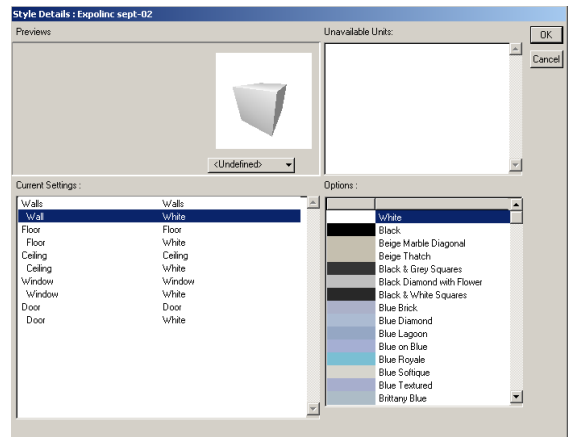 Style Details : Expolinc sept-02
Previews
Unavailable Units:
OK
Cancel
<Undefined>
Current Settings :
Walls Walls
Wall White
Floor Floor
Floor White
Ceiling Ceiling
Ceiling White
Window Window
Window White
Door Door
Door White
Options :
White
Black
Beige Marble Diagonal
Beige Thatch
Black & Grey Squares
Black Diamond with Flower
Black & White Squares
Blue Brick
Blue Diamond
Blue Lagoon
Blue on Blue
Blue Royale
Blue Softique
Blue Textured
Brittany Blue